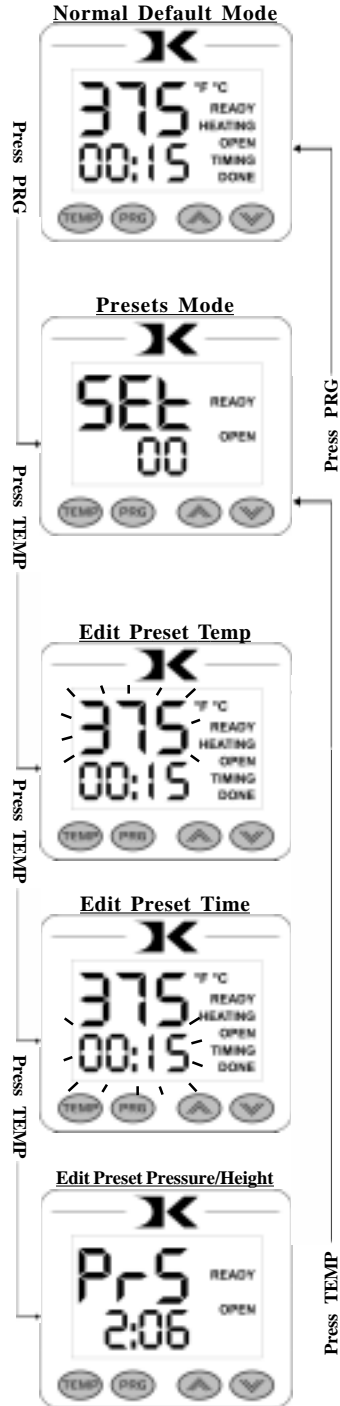 Normal Default Mode
375 °F °C
READY
HEATING
OPEN
00:15 TIMING
DONE
TEMP PRG
Press PRG
Presets Mode
SEt READY
OPEN
00
TEMP PRG
Press PRG
Press TEMP
Edit Preset Temp
375 °F °C
READY
HEATING
OPEN
00:15 TIMING
DONE
TEMP PRG
Press TEMP
Edit Preset Time
375 °F °C
READY
HEATING
OPEN
00:15 TIMING
DONE
TEMP PRG
Press TEMP
Edit Preset Pressure/Height
PrS READY
OPEN
2:06
TEMP PRG
Press TEMP